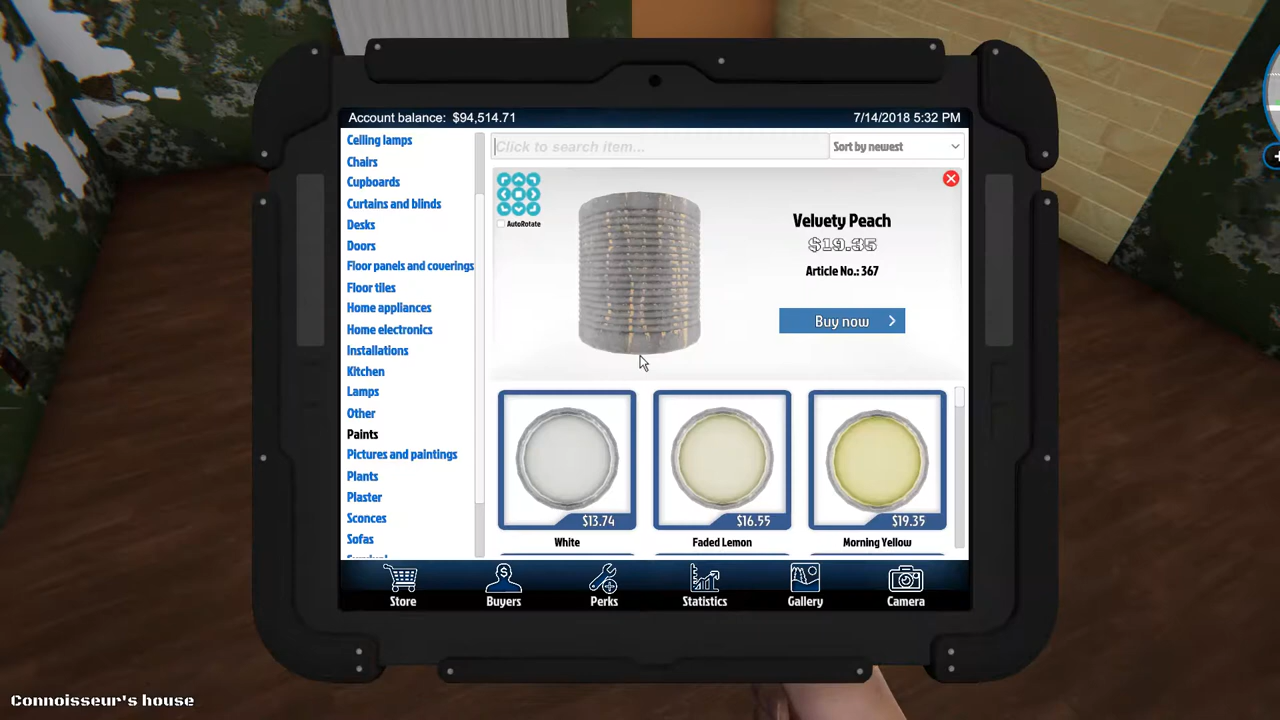 Account balance: $94,514.71
7/14/2018 5:32 PM
Ceiling lamps
Chairs
Cupboards
Curtains and blinds
Desks
Doors
Floor panels and coverings
Floor tiles
Home appliances
Home electronics
Installations
Kitchen
Lamps
Other
Paints
Pictures and paintings
Plants
Plaster
Sconces
Sofas
Click to search item...
Sort by newest
AutoRotate
Velvety Peach
$19.35
Article No.: 367
Buy now
$13.74
$16.55
$19.35
White
Faded Lemon
Morning Yellow
Store
Buyers
Perks
Statistics
Gallery
Camera
Connoisseur's house